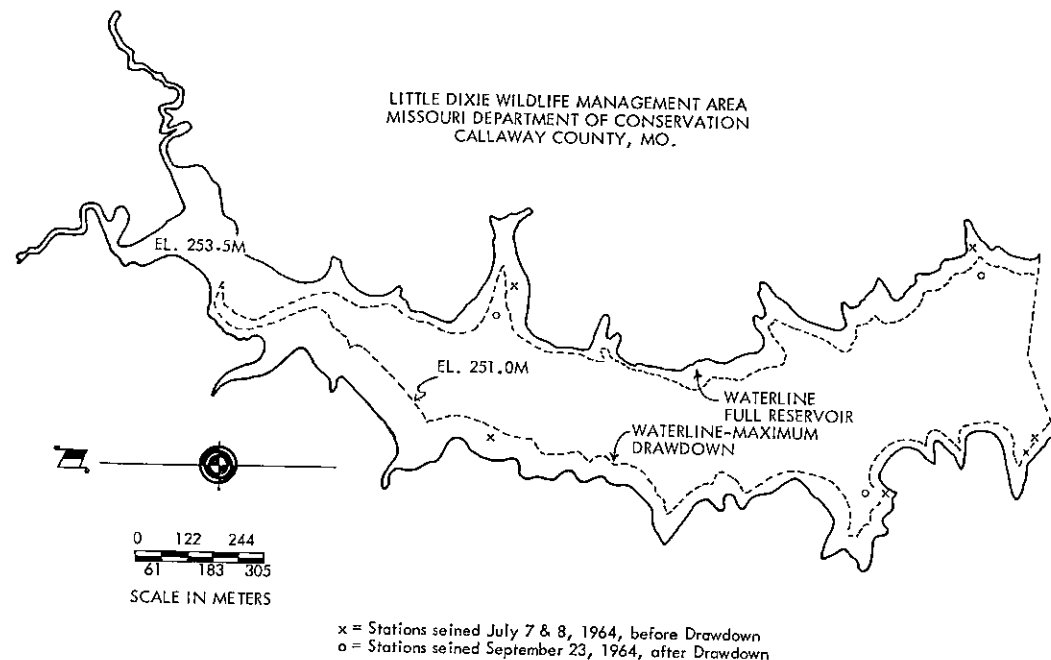 LITTLE DIXIE WILDLIFE MANAGEMENT AREA
MISSOURI DEPARTMENT OF CONSERVATION
CALLAWAY COUNTY, MO.
EL. 253.5M
EL. 251.0M
WATERLINE
FULL RESERVOIR
WATERLINE-MAXIMUM
DRAWDOWN
N
0 122 244
61 183 305
SCALE IN METERS
x = Stations seined July 7 & 8, 1964, before Drawdown
o = Stations seined September 23, 1964, after Drawdown